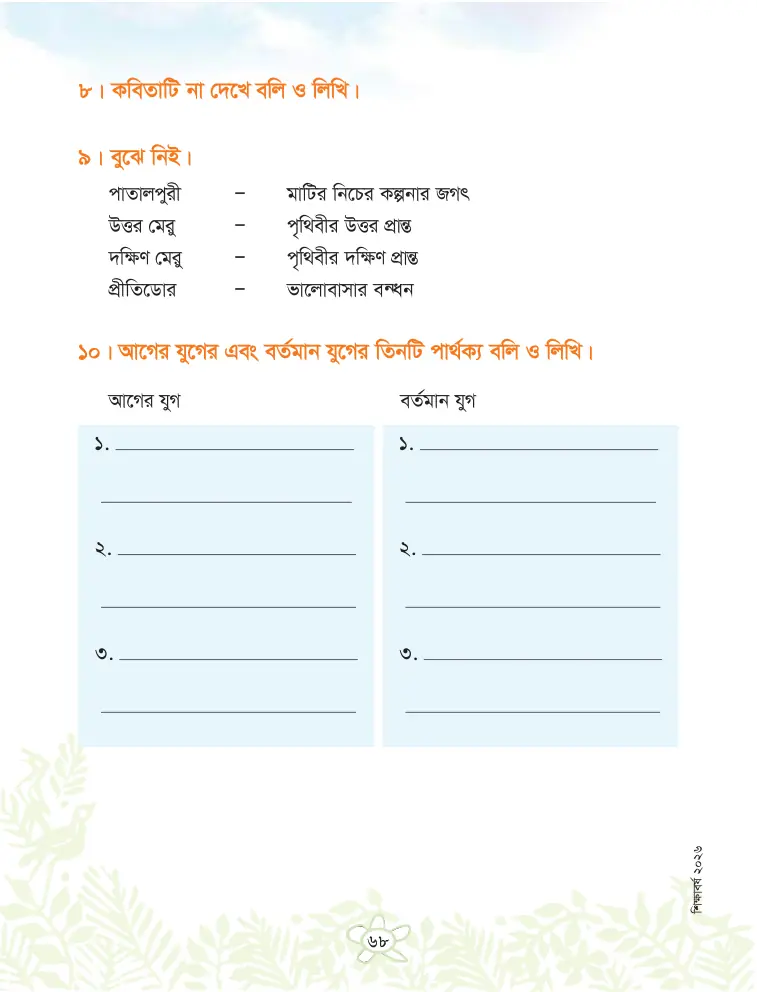 ৮। কবিতাটি না দেখে বলি ও লিখি।
৯। বুঝে নিই।
পাতালপুরী – মাটির নিচের কল্পনার জগৎ
উত্তর মেরু – পৃথিবীর উত্তর প্রান্ত
দক্ষিণ মেরু – পৃথিবীর দক্ষিণ প্রান্ত
প্রীতিডোর – ভালোবাসার বন্ধন
১০। আগের যুগের এবং বর্তমান যুগের তিনটি পার্থক্য বলি ও লিখি।
আগের যুগ বর্তমান যুগ
১. ১.
২. ২.
৩. ৩.
শিক্ষাবর্ষ ২০২৬
৬৮